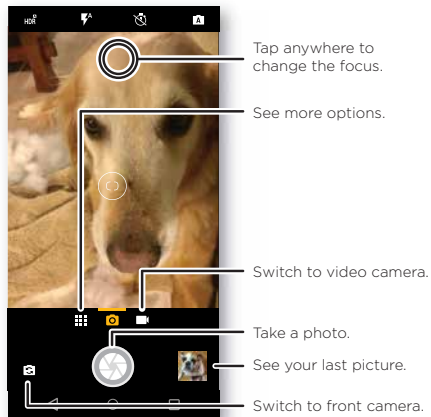 HDR
A
A
Tap anywhere to
change the focus.
See more options.
Switch to video camera.
Take a photo.
See your last picture.
Switch to front camera.